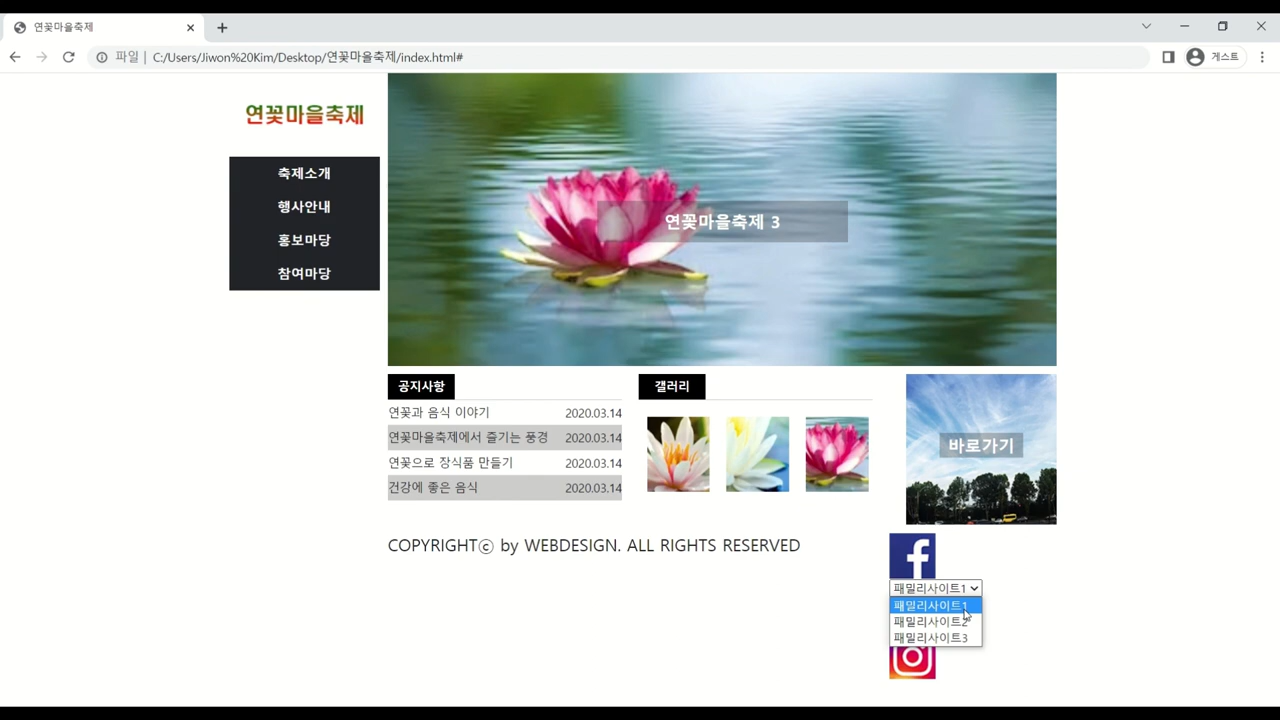 연꽃마을축제
파일 | C:/Users/Jiwon%20Kim/Desktop/연꽃마을축제/index.html#
게스트
연꽃마을축제
축제소개
행사안내
홍보마당
참여마당
연꽃마을축제 3
공지사항
연꽃과 음식 이야기 2020.03.14
연꽃마을축제에서 즐기는 풍경 2020.03.14
연꽃으로 장식품 만들기 2020.03.14
건강에 좋은 음식 2020.03.14
갤러리
바로가기
COPYRIGHTⓒ by WEBDESIGN. ALL RIGHTS RESERVED
패밀리사이트1
패밀리사이트1
패밀리사이트2
패밀리사이트3